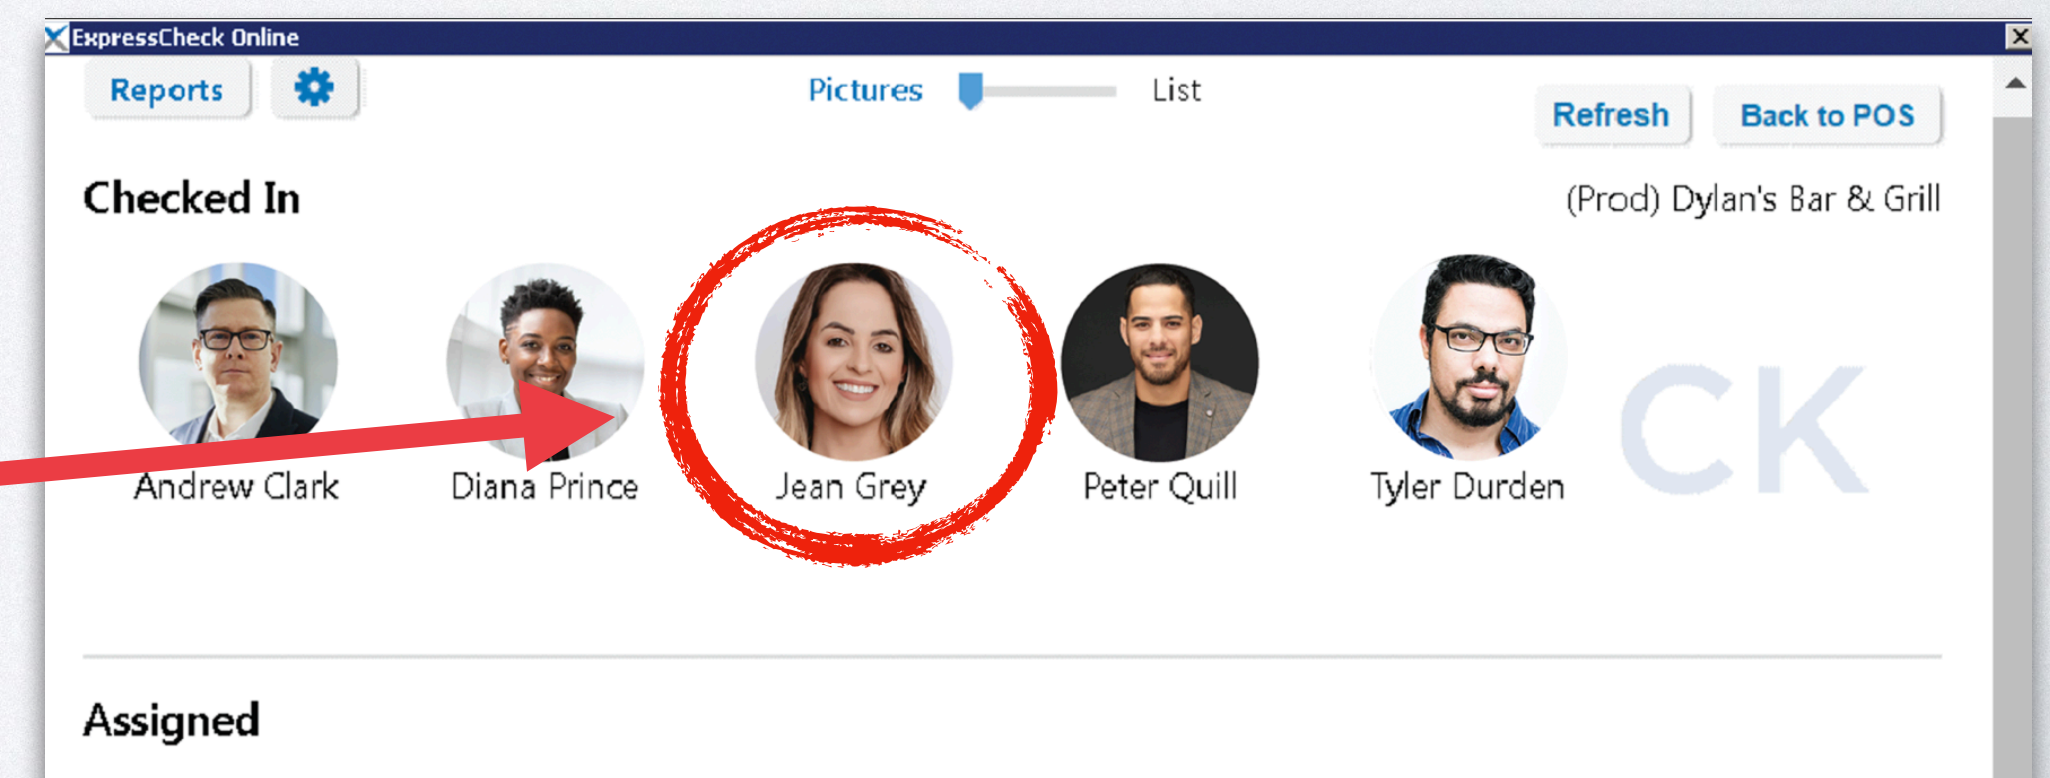 ExpressCheck Online
Reports
Pictures List
Refresh Back to POS
Checked In
(Prod) Dylan's Bar & Grill
CK
Andrew Clark Diana Prince Jean Grey Peter Quill Tyler Durden
Assigned